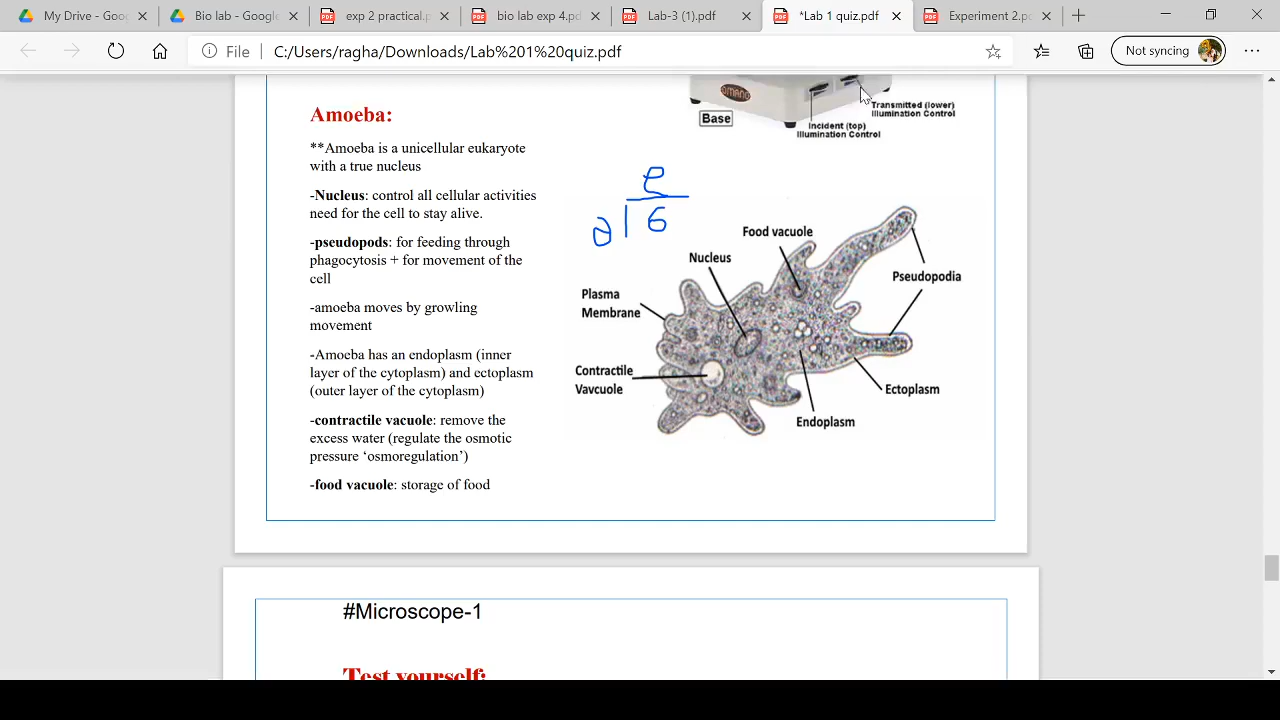 My Drive - Goo
Bio lab - Google
exp 2 practical.p
bio lab exp 4.pd
Lab-3 (1).pdf
*Lab 1 quiz.pdf
Experiment 2.pd
File
C:/Users/ragha/Downloads/Lab%201%20quiz.pdf
Not syncing
OMANO
Base
Transmitted (lower)
Illumination Control
Incident (top)
Illumination Control
Amoeba:
**Amoeba is a unicellular eukaryote
with a true nucleus
-Nucleus: control all cellular activities
need for the cell to stay alive.
-pseudopods: for feeding through
phagocytosis + for movement of the
cell
-amoeba moves by growling
movement
-Amoeba has an endoplasm (inner
layer of the cytoplasm) and ectoplasm
(outer layer of the cytoplasm)
-contractile vacuole: remove the
excess water (regulate the osmotic
pressure ‘osmoregulation’)
-food vacuole: storage of food
6
Food vacuole
Nucleus
Pseudopodia
Plasma
Membrane
Contractile
Vavcuole
Ectoplasm
Endoplasm
#Microscope-1
Test yourself: